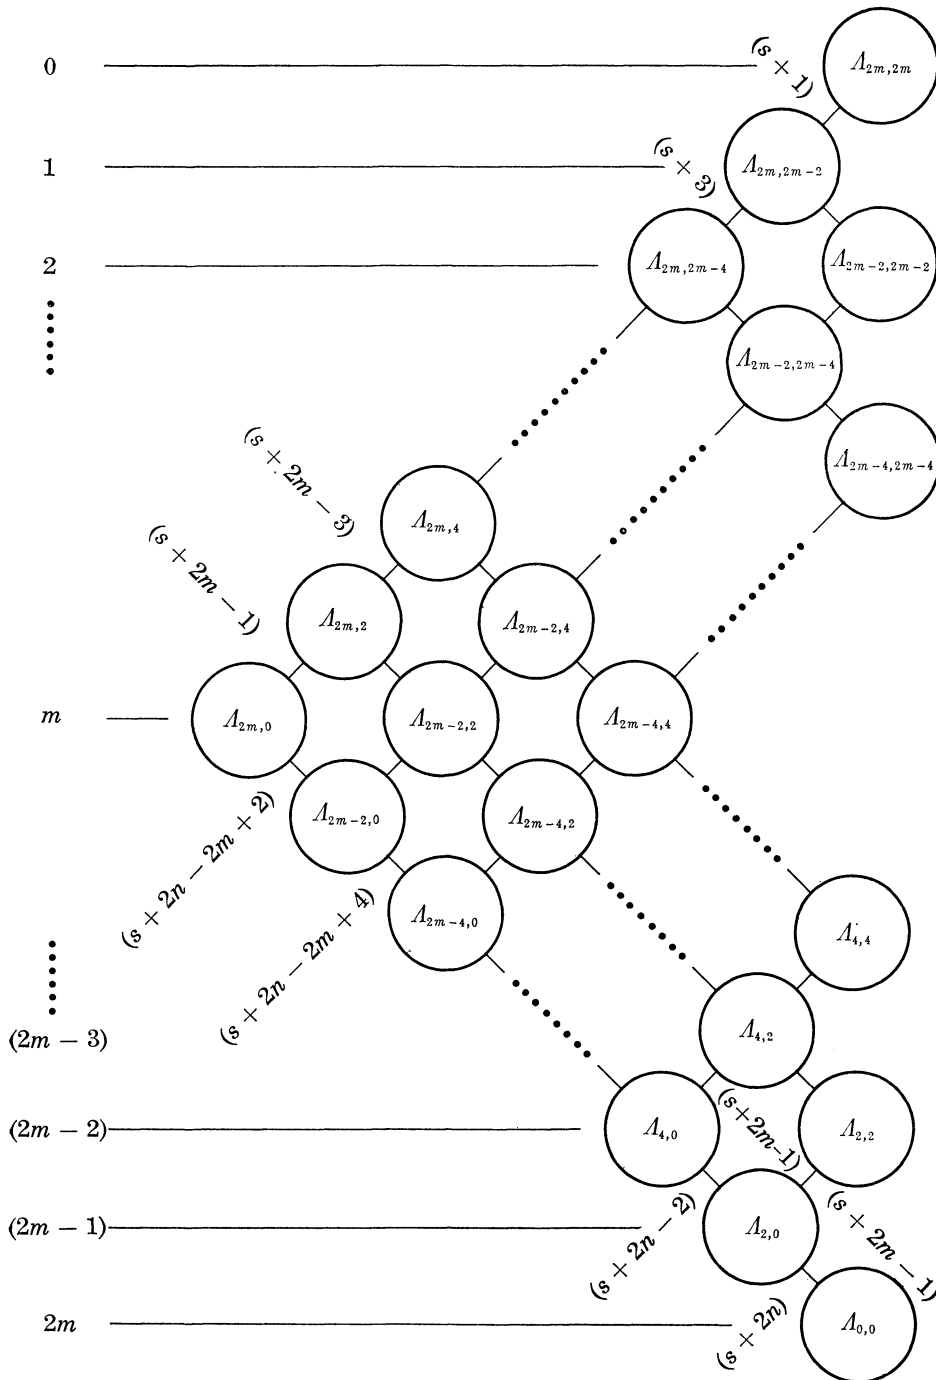 0 (s + 1) Λ₂ₘ,₂ₘ
1 (s + 3) Λ₂ₘ,₂ₘ₋₂
2 Λ₂ₘ,₂ₘ₋₄ Λ₂ₘ₋₂,₂ₘ₋₂
Λ₂ₘ₋₂,₂ₘ₋₄
Λ₂ₘ₋₄,₂ₘ₋₄
(s + 2m − 3) Λ₂ₘ,₄
(s + 2m − 1) Λ₂ₘ,₂ Λ₂ₘ₋₂,₄
m Λ₂ₘ,₀ Λ₂ₘ₋₂,₂ Λ₂ₘ₋₄,₄
(s + 2n − 2m + 2) Λ₂ₘ₋₂,₀ Λ₂ₘ₋₄,₂
(s + 2n − 2m + 4) Λ₂ₘ₋₄,₀ Λ₄,₄
(2m − 3) Λ₄,₂
(2m − 2) Λ₄,₀ (s+2m−1) Λ₂,₂
(2m − 1) (s + 2n − 2) Λ₂,₀ (s + 2m − 1)
2m (s + 2n) Λ₀,₀